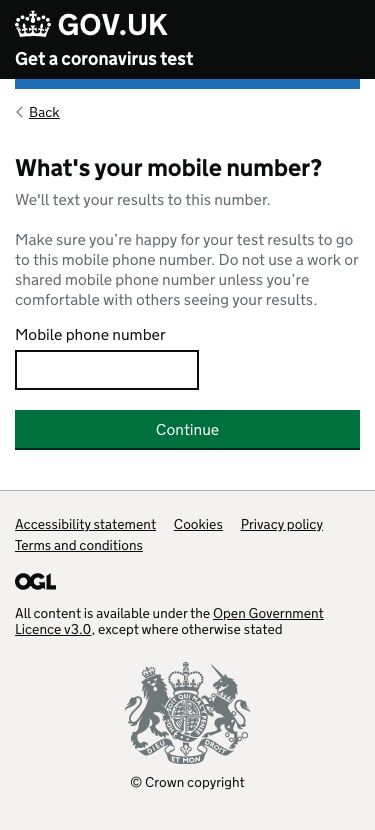 GOV.UK
Get a coronavirus test
Back
What's your mobile number?
We'll text your results to this number.
Make sure you’re happy for your test results to go
to this mobile phone number. Do not use a work or
shared mobile phone number unless you’re
comfortable with others seeing your results.
Mobile phone number
Continue
Accessibility statement Cookies Privacy policy
Terms and conditions
OGL
All content is available under the Open Government
Licence v3.0, except where otherwise stated
DIEU ET MON DROIT
© Crown copyright